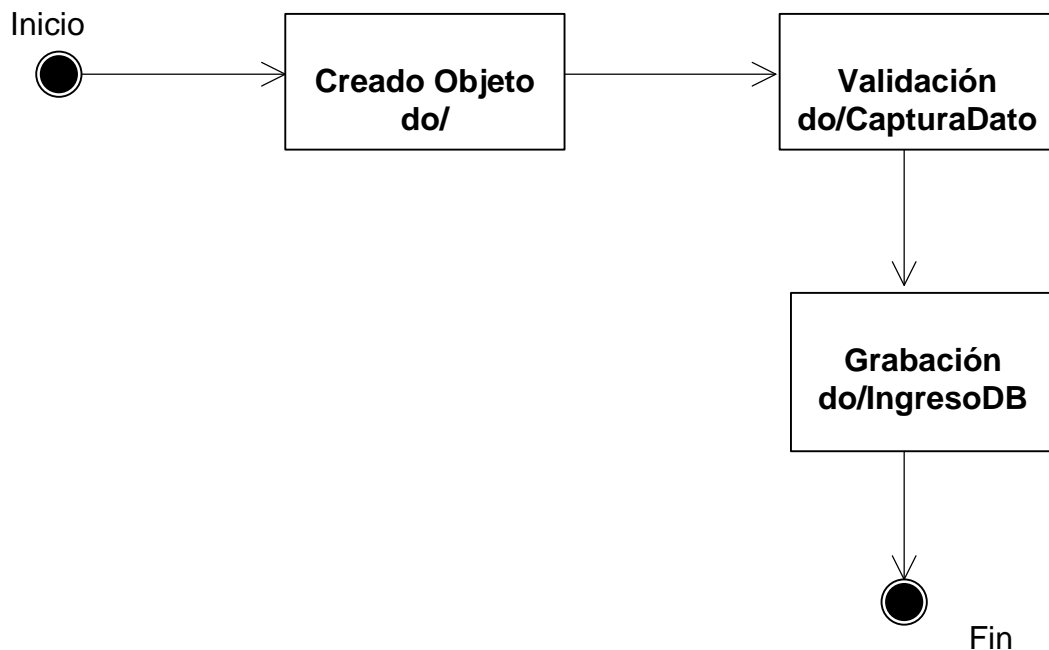 Inicio
Creado Objeto
do/
Validación
do/CapturaDato
Grabación
do/IngresoDB
Fin